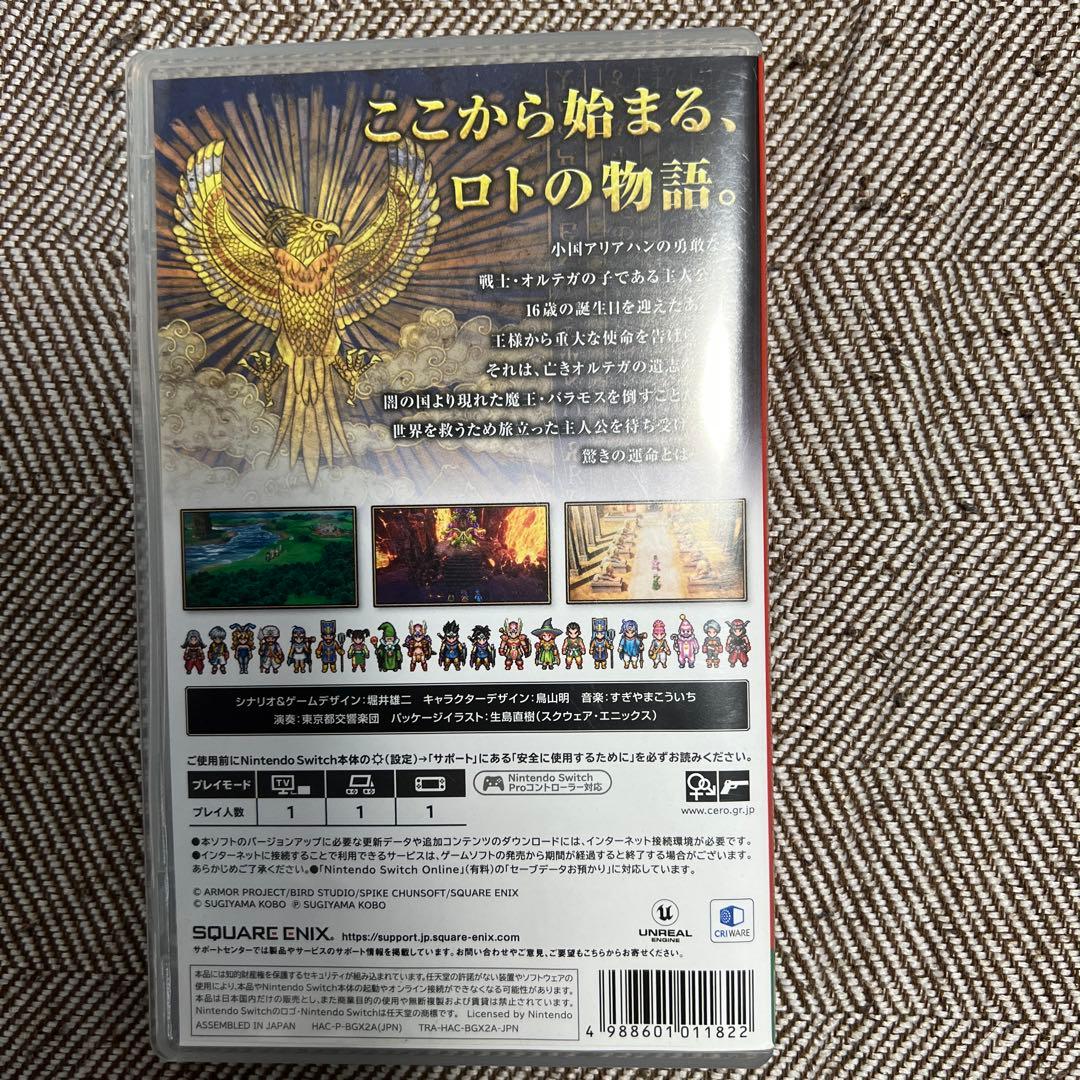 ここから始まる、
ロトの物語。
小国アリアハンの勇敢な
戦士・オルテガの子である主人公
16歳の誕生日を迎えたあ
王様から重大な使命を告げ
それは、亡きオルテガの遺志
闇の国より現れた魔王・バラモスを倒すこと
世界を救うため旅立った主人公を待ち受け
驚きの運命とは
シナリオ&ゲームデザイン:堀井雄二 キャラクターデザイン:鳥山明 音楽:すぎやまこういち
演奏:東京都交響楽団 パッケージイラスト:生島直樹(スクウェア・エニックス)
ご使用前にNintendo Switch本体の(設定)→「サポート」にある「安全に使用するために」を必ずお読みください。
プレイモード TV
Nintendo Switch
Proコントローラー対応
プレイ人数 1 1 1
www.cero.gr.jp
●本ソフトのバージョンアップに必要な更新データや追加コンテンツのダウンロードには、インターネット接続環境が必要です。
●インターネットに接続することで利用できるサービスは、ゲームソフトの発売から期間が経過すると終了する場合がございます。
あらかじめご了承ください。●「Nintendo Switch Online」(有料)の「セーブデータお預かり」に対応しています。
© ARMOR PROJECT/BIRD STUDIO/SPIKE CHUNSOFT/SQUARE ENIX
© SUGIYAMA KOBO ℗ SUGIYAMA KOBO
UNREAL
ENGINE
CRIWARE
SQUARE ENIX. https://support.jp.square-enix.com
サポートセンターでは製品やサービスのサポート情報を掲載しています。お問い合わせやご意見、ご要望もこちらからお寄せください。
本品には知的財産権を保護するセキュリティが組み込まれています。任天堂の許諾がない装置やソフトウェアの
使用により、本品やNintendo Switch本体の起動やオンライン接続ができなくなる可能性があります。
本品は日本国内だけの販売とし、また商業目的の使用や無断複製および賃貸は禁止されています。
Nintendo Switchのロゴ・Nintendo Switchは任天堂の商標です。 Licensed by Nintendo
ASSEMBLED IN JAPAN HAC-P-BGX2A(JPN) TRA-HAC-BGX2A-JPN
4 988601 011822